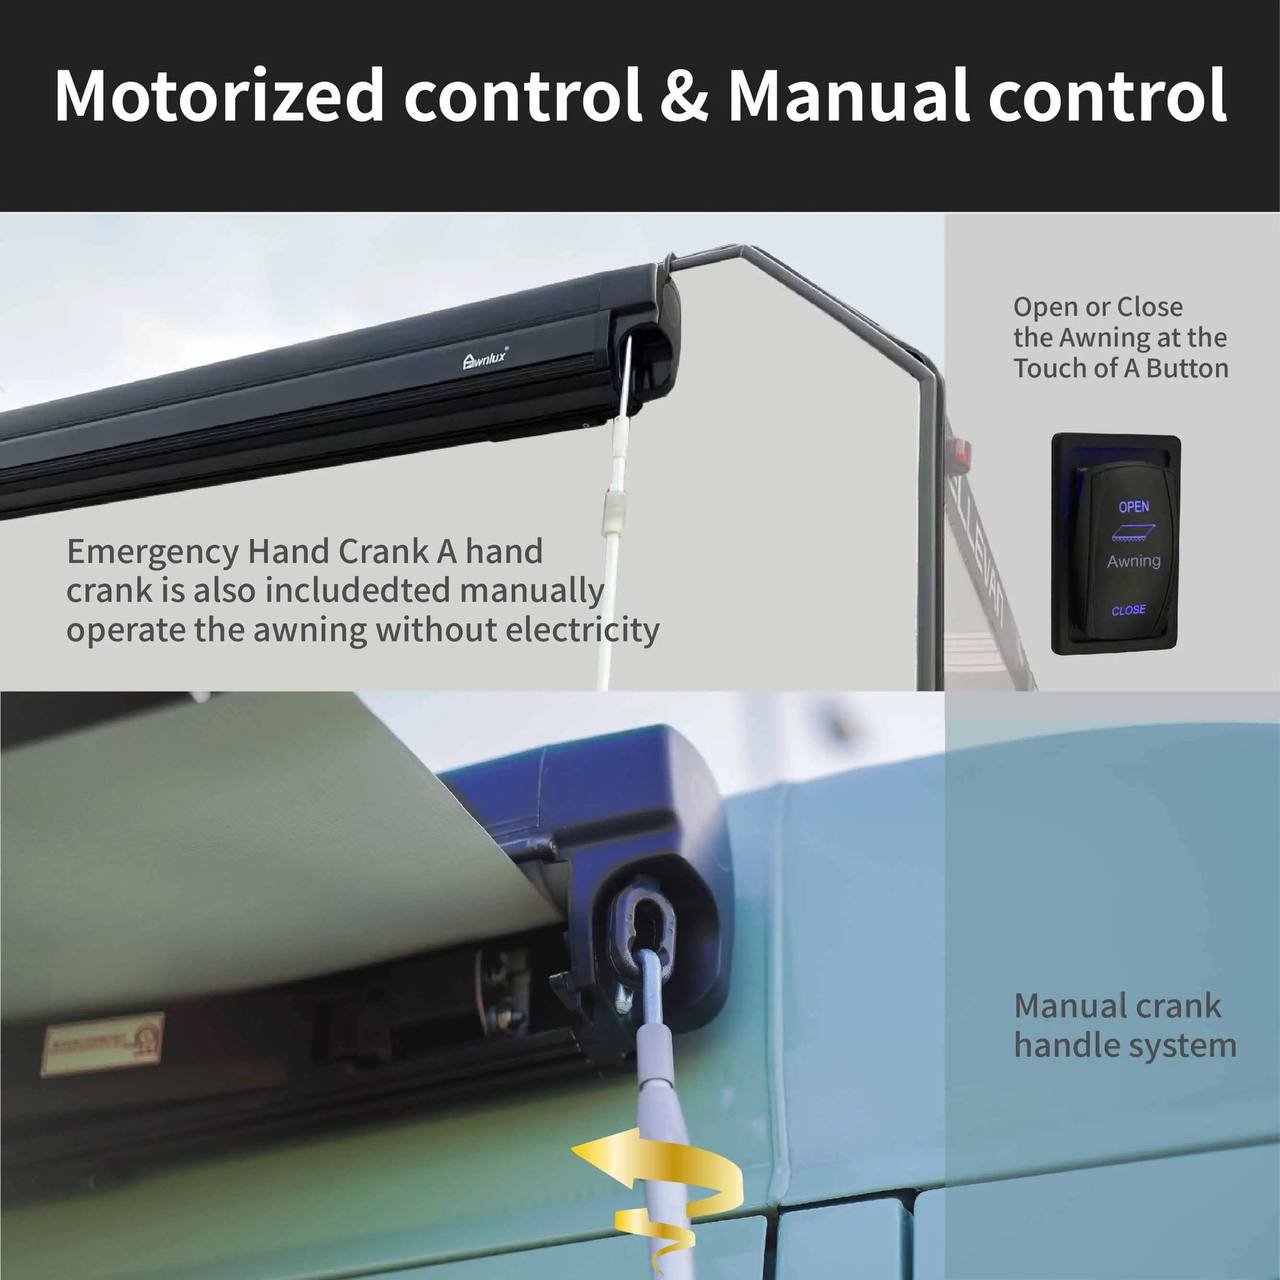 Motorized control & Manual control
Awnlux
Open or Close
the Awning at the
Touch of A Button
OPEN
Awning
CLOSE
Emergency Hand Crank A hand
crank is also includedted manually
operate the awning without electricity
Manual crank
handle system